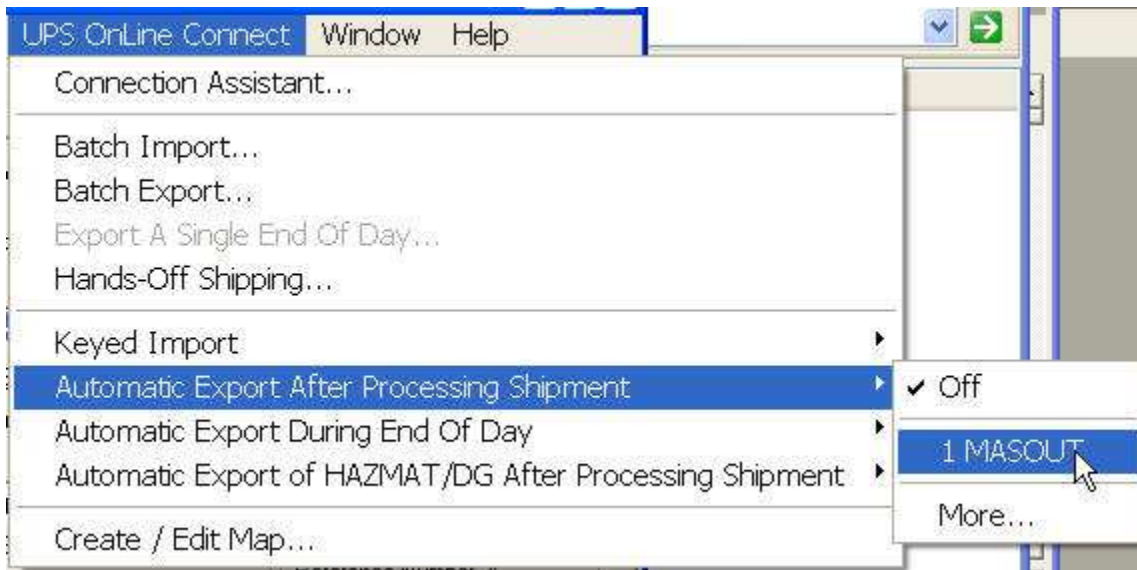 UPS OnLine Connect Window Help
Connection Assistant...
Batch Import...
Batch Export...
Export A Single End Of Day...
Hands-Off Shipping...
Keyed Import
Automatic Export After Processing Shipment
Off
Automatic Export During End Of Day
1 MASOUT
Automatic Export of HAZMAT/DG After Processing Shipment
More...
Create / Edit Map...